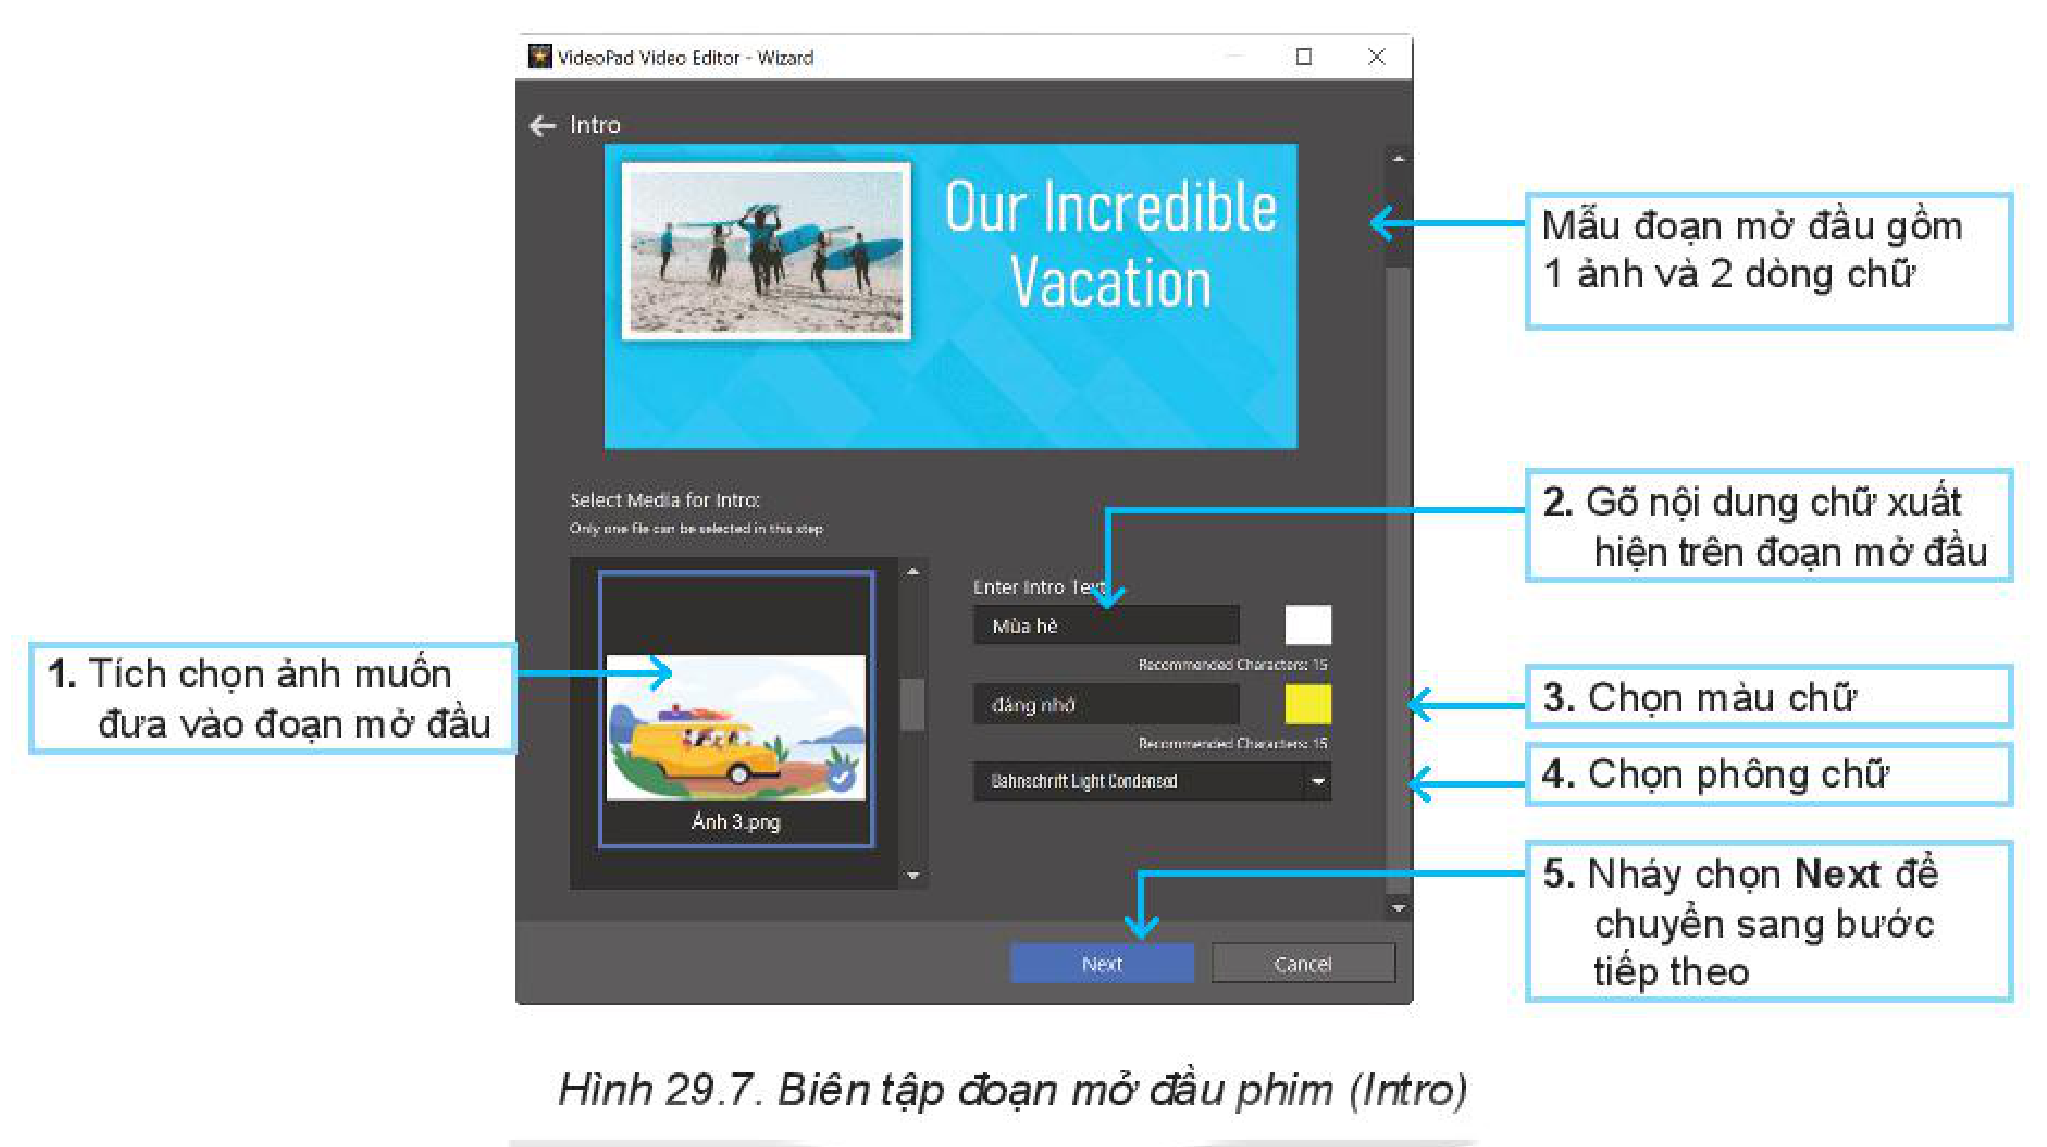 VideoPad Video Editor - Wizard
Intro
Our Incredible
Vacation
Mẫu đoạn mở đầu gồm
1 ảnh và 2 dòng chữ
Select Media for Intro:
Only one file can be selected in this step
2. Gõ nội dung chữ xuất
hiện trên đoạn mở đầu
Enter Intro Text
Mùa hè
Recommended Characters: 15
1. Tích chọn ảnh muốn
đưa vào đoạn mở đầu
đáng nhớ
Recommended Characters: 15
3. Chọn màu chữ
Bahnschrift Light Condensed
4. Chọn phông chữ
Ảnh 3.png
5. Nháy chọn Next để
chuyển sang bước
tiếp theo
Next
Cancel
Hình 29.7. Biên tập đoạn mở đầu phim (Intro)